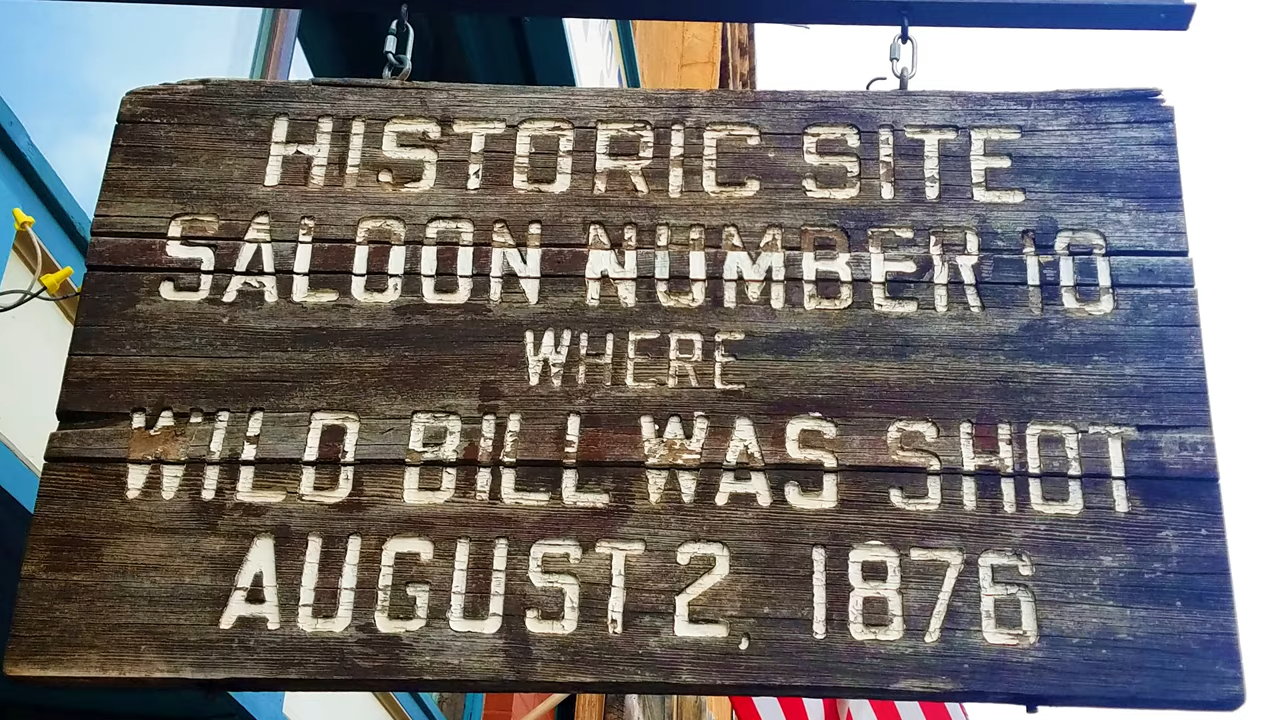 HISTORIC SITE
SALOON NUMBER 10
WHERE
WILD BILL WAS SHOT
AUGUST 2, 1876